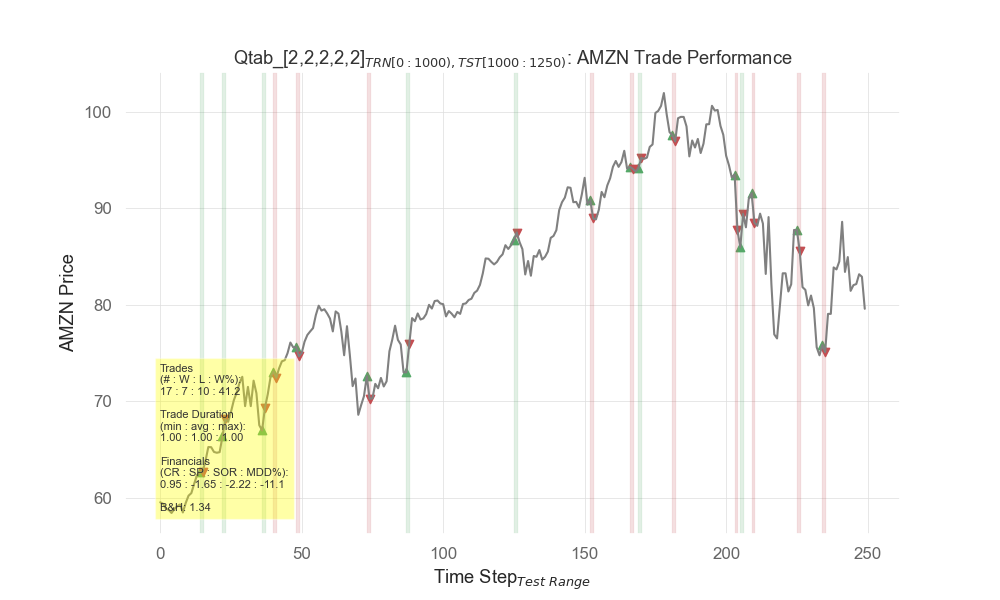 Qtab_[2,2,2,2,2]TRN[0 : 1000), TST[1000 : 1250) : AMZN Trade Performance
AMZN Price
100
90
80
70
60
Trades
(# : W : L : W%):
17 : 7 : 10 : 41.2
Trade Duration
(min : avg : max):
1.00 : 1.00 : 1.00
Financials
(CR : SR : SOR : MDD%):
0.95 : -1.65 : -2.22 : -11.1
B&H: 1.34
0 50 100 150 200 250
Time StepTest Range